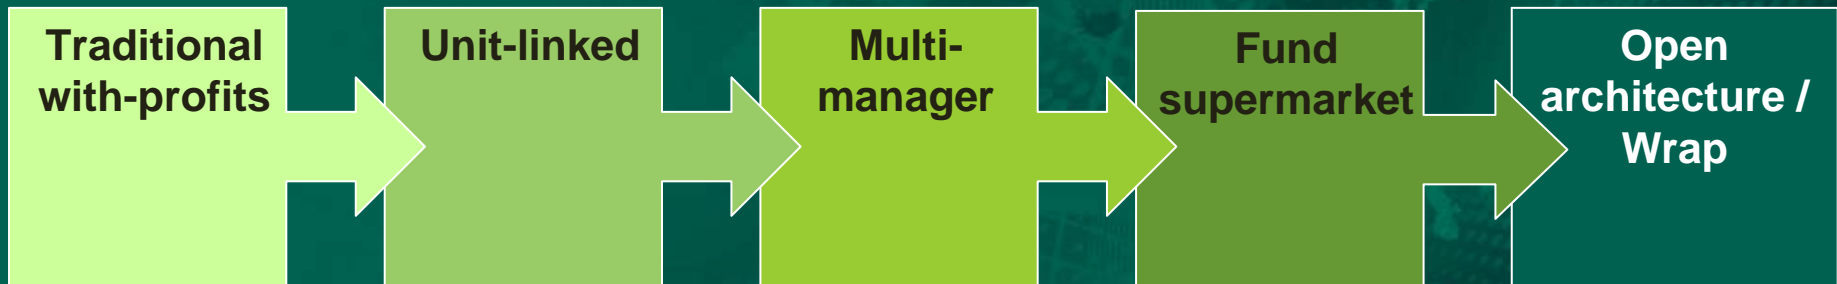 Traditional
with-profits
Unit-linked
Multi-
manager
Fund
supermarket
Open
architecture /
Wrap